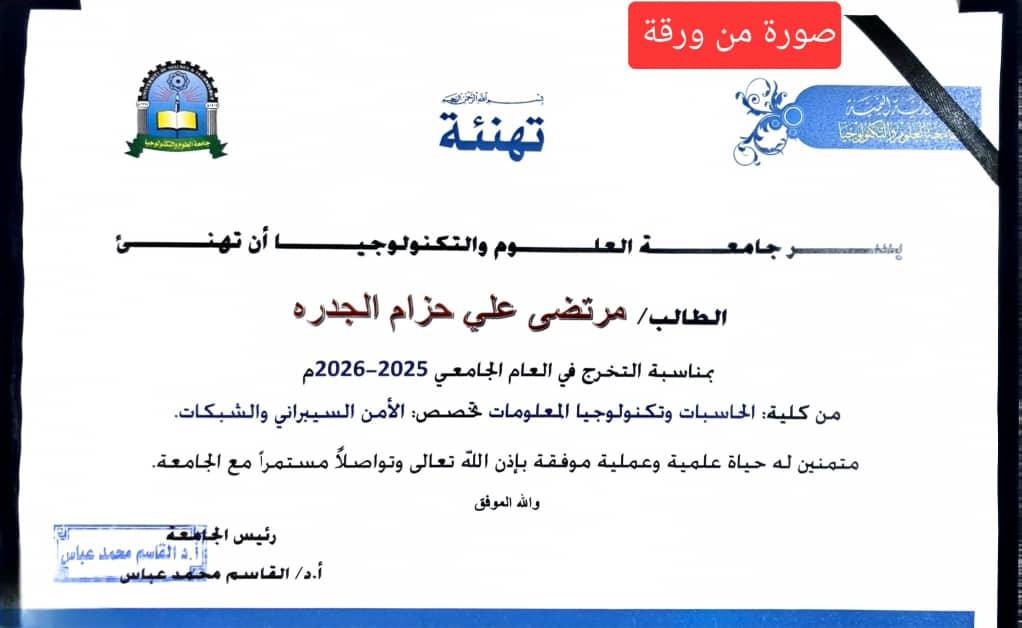 صورة من ورقة
جامعة العلوم والتكنولوجيا
بسم الله الرحمن الرحيم
تهنئة
والتكنولوجيا
يسر جامعة العلوم والتكنولوجيا أن تهنئ
الطالب/ مرتضى علي حزام الجدره
بمناسبة التخرج في العام الجامعي 2025-2026م
من كلية: الحاسبات وتكنولوجيا المعلومات تخصص: الأمن السيبراني والشبكات.
متمنين له حياة علمية وعملية موفقة بإذن الله تعالى وتواصلاً مستمراً مع الجامعة.
والله الموفق
رئيس الجامعة
أ.د القاسم محمد عباس
أ.د/ القاسم محمد عباس